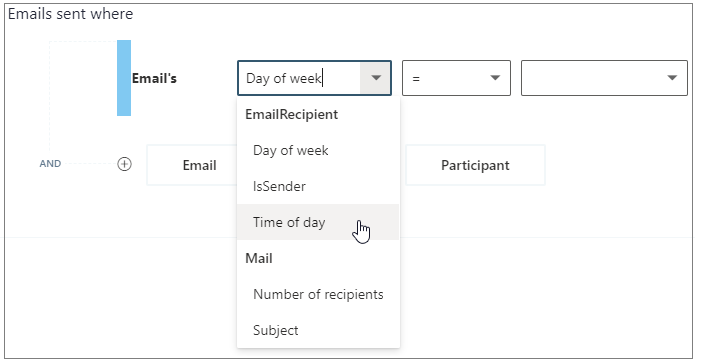 Emails sent where
Email's
Day of week
=
EmailRecipient
Day of week
IsSender
Time of day
Mail
Number of recipients
Subject
AND
Email
Participant